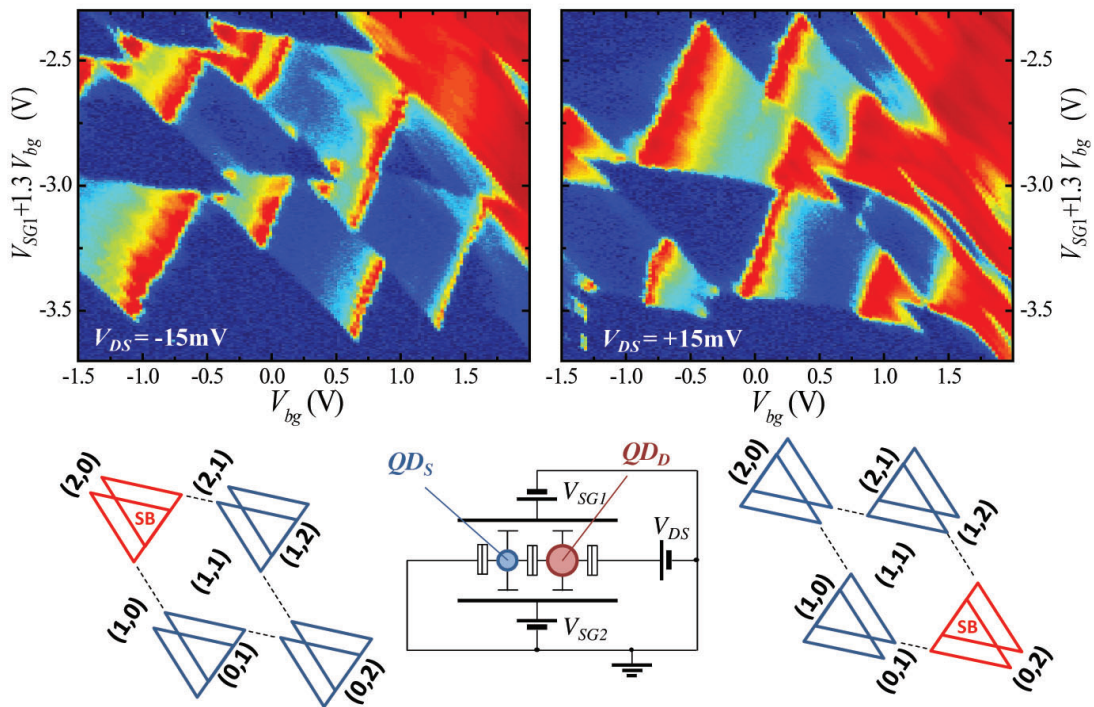 -2.5
-3.0
-3.5
V_SG1+1.3 V_bg (V)
V_DS = -15mV
-1.5 -1.0 -0.5 0.0 0.5 1.0 1.5
V_bg (V)
V_DS = +15mV
-1.5 -1.0 -0.5 0.0 0.5 1.0 1.5
V_bg (V)
-2.5
-3.0
-3.5
V_SG1+1.3 V_bg (V)
(2,0)
SB
(2,1)
(1,2)
(1,1)
(1,0)
(0,1)
(0,2)
QD_S
QD_D
V_SG1
V_DS
V_SG2
(2,0)
(2,1)
(1,2)
(1,1)
(1,0)
SB
(0,1)
(0,2)